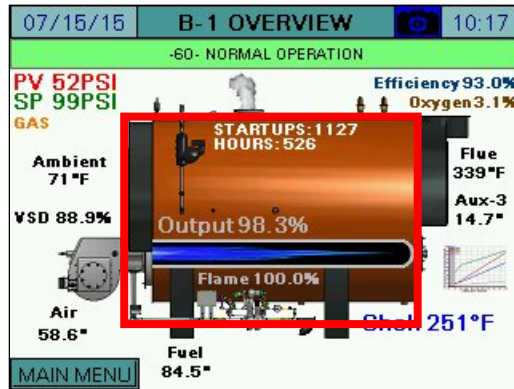 07/15/15 B-1 OVERVIEW 10:17
-60- NORMAL OPERATION
PV 52PSI
SP 99PSI
GAS
Efficiency 93.0%
Oxygen 3.1%
STARTUPS: 1127
HOURS: 526
Ambient
71°F
Flue
339°F
Aux-3
14.7"
VSD 88.9%
Output 98.3%
Flame 100.0%
Air
58.6°
Shell 251°F
Fuel
84.5°
MAIN MENU